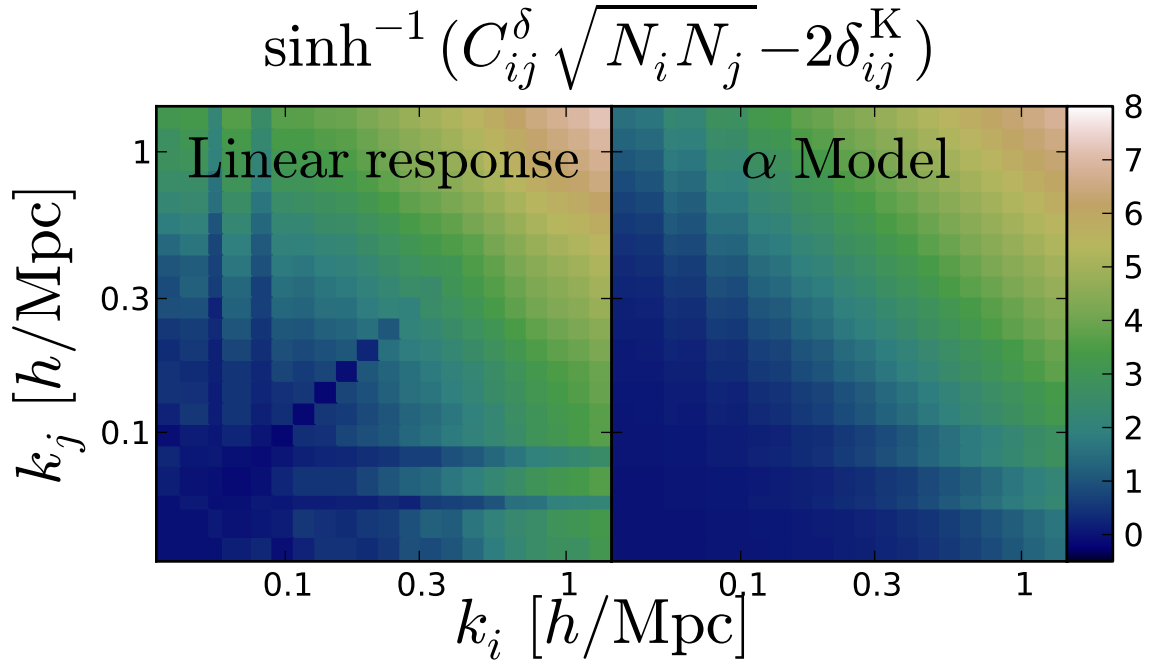 sinh⁻¹ (C^δ_ij √(N_i N_j) −2δ^K_ij )
Linear response
α Model
k_j [h/Mpc]
1
0.3
0.1
8
7
6
5
4
3
2
1
0
0.1 0.3 1 0.1 0.3 1
k_i [h/Mpc]